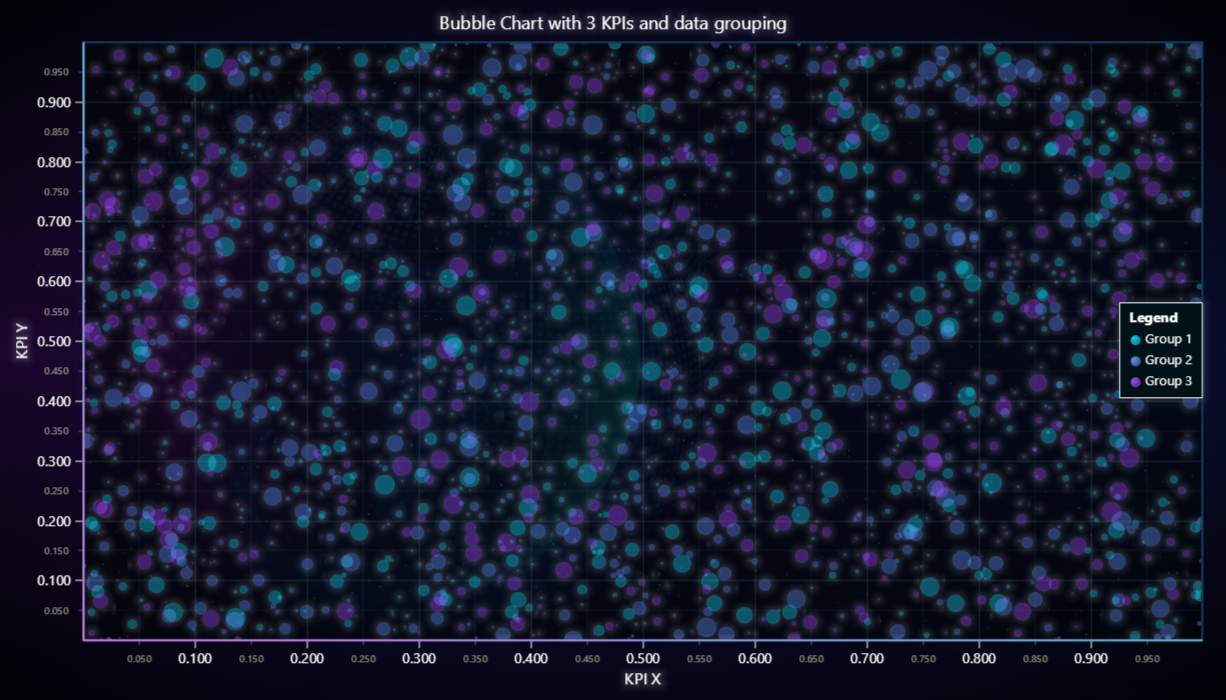 Bubble Chart with 3 KPIs and data grouping
0.950
0.900
0.850
0.800
0.750
0.700
0.650
0.600
0.550
0.500
0.450
0.400
0.350
0.300
0.250
0.200
0.150
0.100
0.050
KPI Y
Legend
Group 1
Group 2
Group 3
0.050 0.100 0.150 0.200 0.250 0.300 0.350 0.400 0.450 0.500 0.550 0.600 0.650 0.700 0.750 0.800 0.850 0.900 0.950
KPI X